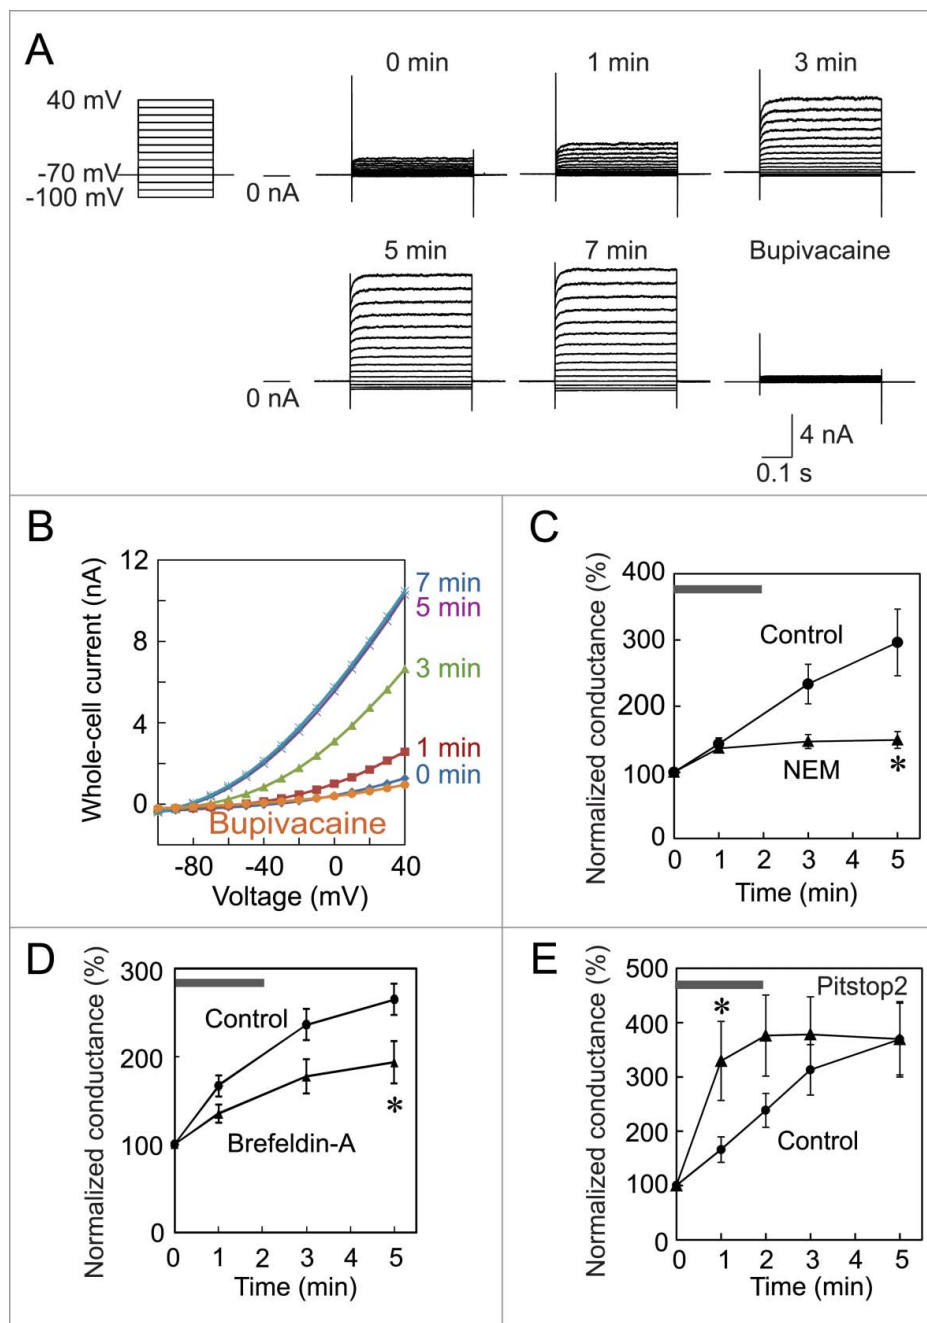 A
0 min
1 min
3 min
40 mV
-70 mV
-100 mV
0 nA
5 min
7 min
Bupivacaine
0 nA
4 nA
0.1 s
B
Whole-cell current (nA)
12
8
4
0
-80
-40
0
40
Voltage (mV)
7 min
5 min
3 min
1 min
0 min
Bupivacaine
C
Normalized conductance (%)
400
300
200
100
0
Control
NEM
*
0
1
2
3
4
5
Time (min)
D
Normalized conductance (%)
300
200
100
0
Control
Brefeldin-A
*
0
1
2
3
4
5
Time (min)
E
Normalized conductance (%)
500
400
300
200
100
0
Pitstop2
*
Control
0
1
2
3
4
5
Time (min)